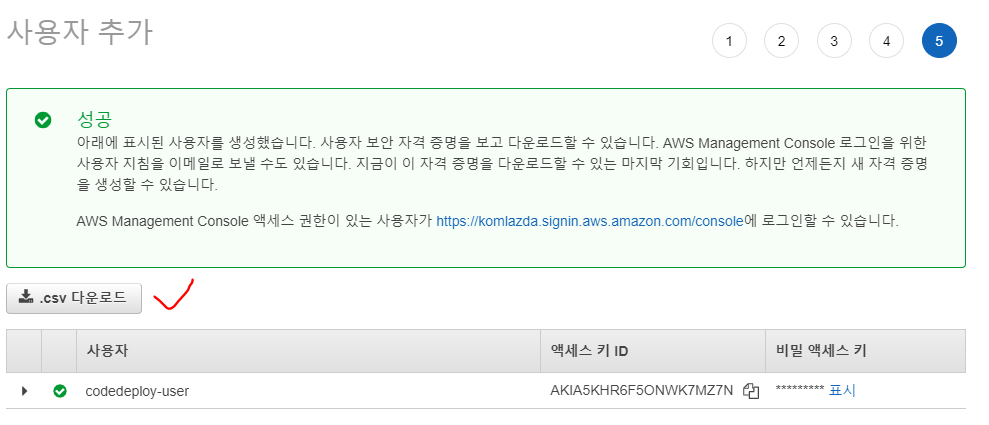 사용자 추가
1 2 3 4 5
성공
아래에 표시된 사용자를 생성했습니다. 사용자 보안 자격 증명을 보고 다운로드할 수 있습니다. AWS Management Console 로그인을 위한
사용자 지침을 이메일로 보낼 수도 있습니다. 지금이 이 자격 증명을 다운로드할 수 있는 마지막 기회입니다. 하지만 언제든지 새 자격 증명
을 생성할 수 있습니다.
AWS Management Console 액세스 권한이 있는 사용자가 https://komlazda.signin.aws.amazon.com/console에 로그인할 수 있습니다.
.csv 다운로드
사용자 액세스 키 ID 비밀 액세스 키
codedeploy-user AKIA5KHR6F5ONWK7MZ7N ********* 표시